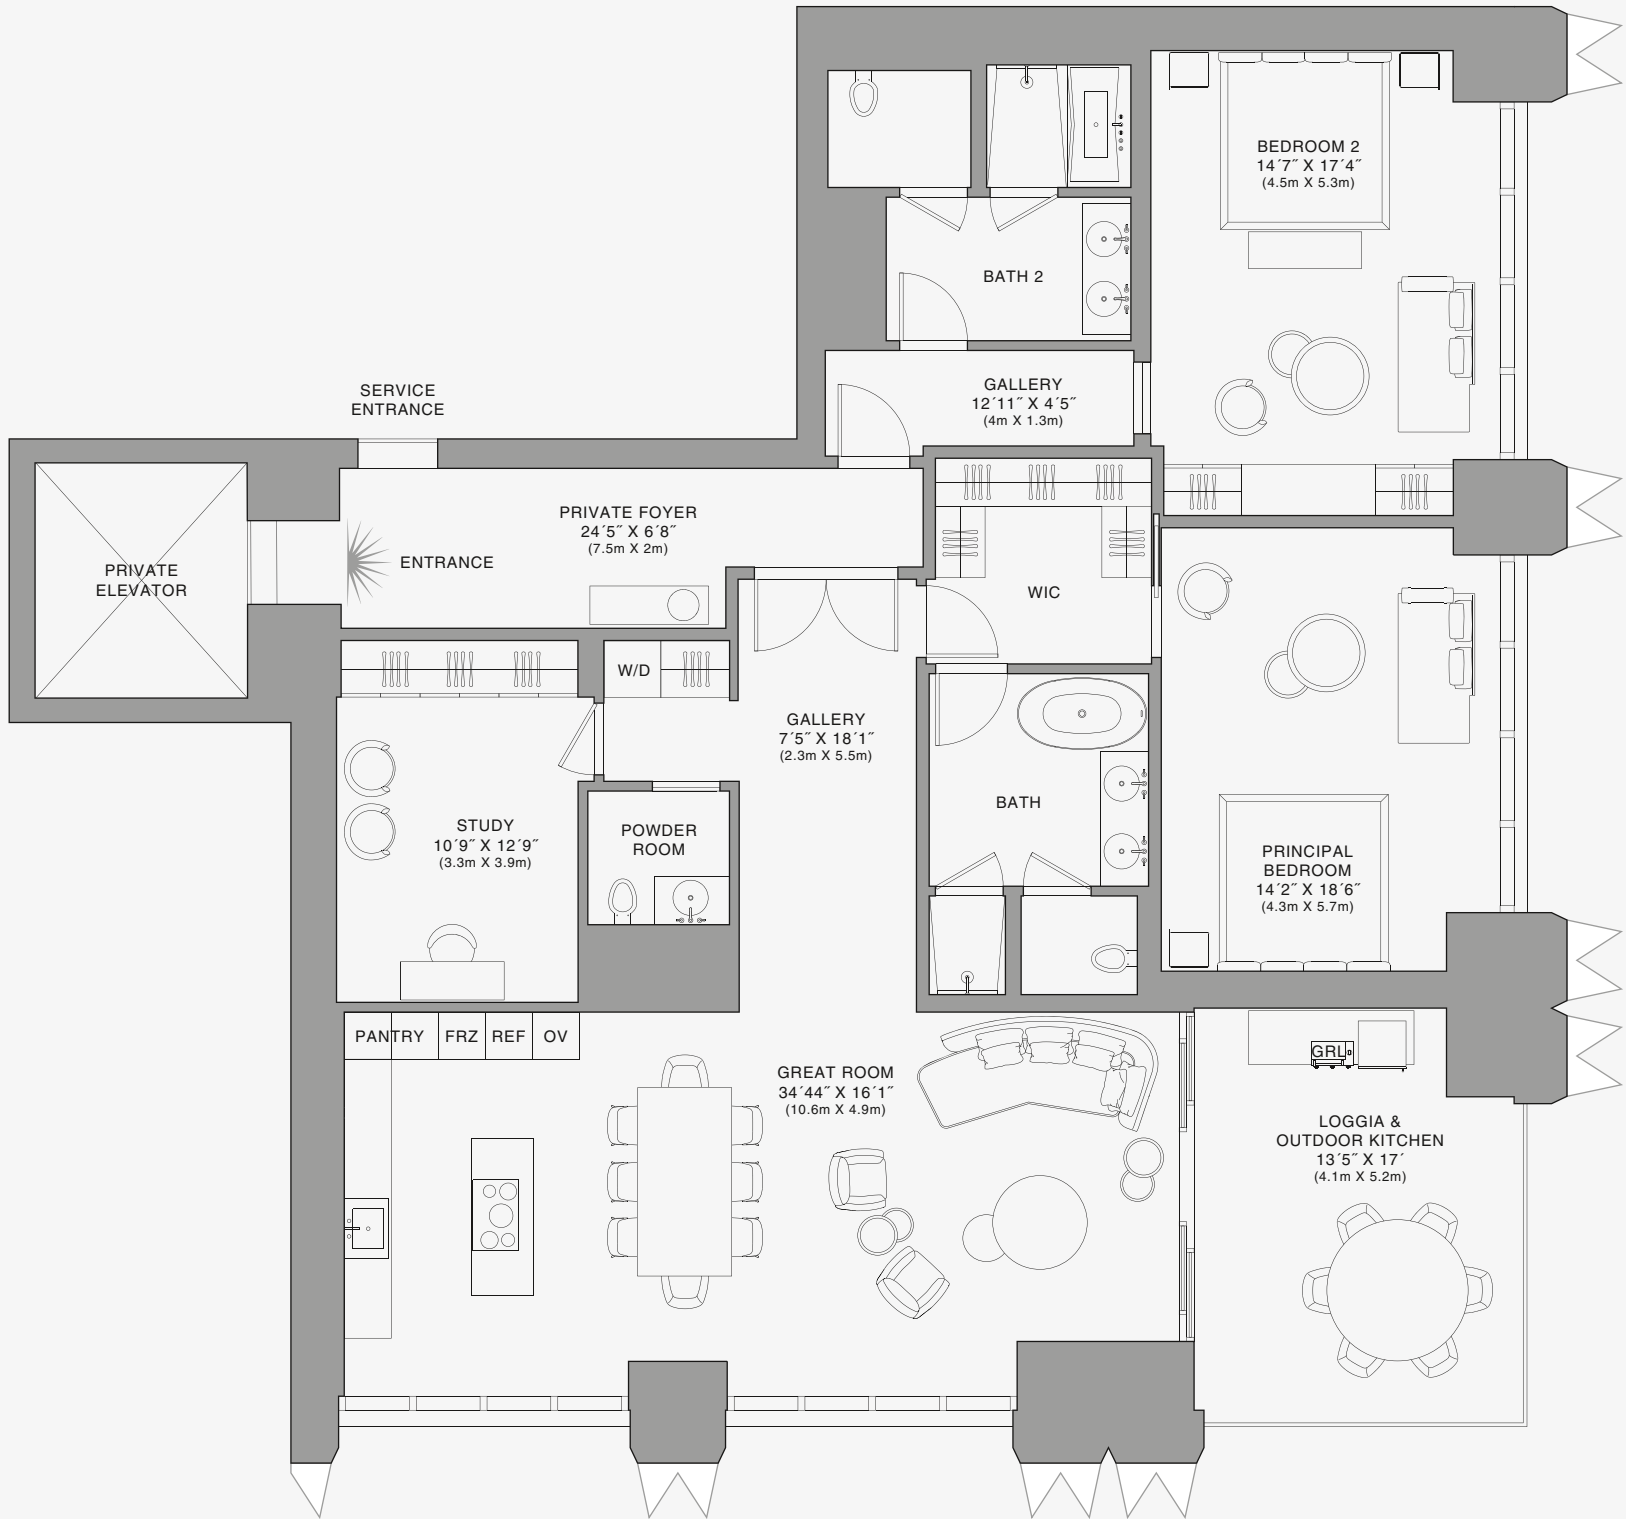 BEDROOM 2
14´7˝ X 17´4˝
(4.5m X 5.3m)
BATH 2
GALLERY
12´11˝ X 4´5˝
(4m X 1.3m)
SERVICE
ENTRANCE
PRIVATE FOYER
24´5˝ X 6´8˝
(7.5m X 2m)
ENTRANCE
PRIVATE
ELEVATOR
WIC
W/D
GALLERY
7´5˝ X 18´1˝
(2.3m X 5.5m)
BATH
STUDY
10´9˝ X 12´9˝
(3.3m X 3.9m)
POWDER
ROOM
PRINCIPAL
BEDROOM
14´2˝ X 18´6˝
(4.3m X 5.7m)
PANTRY
FRZ
REF
OV
GREAT ROOM
34´44˝ X 16´1˝
(10.6m X 4.9m)
GRL
LOGGIA &
OUTDOOR KITCHEN
13´5˝ X 17´
(4.1m X 5.2m)